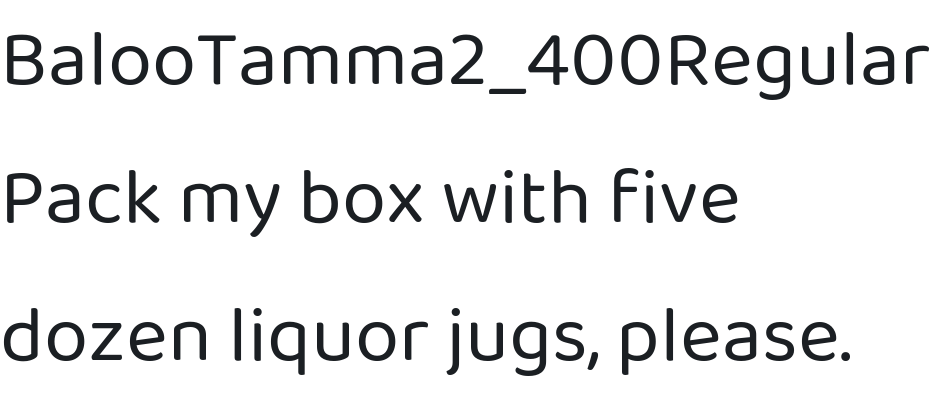 BalooTamma2_400Regular
Pack my box with five
dozen liquor jugs, please.